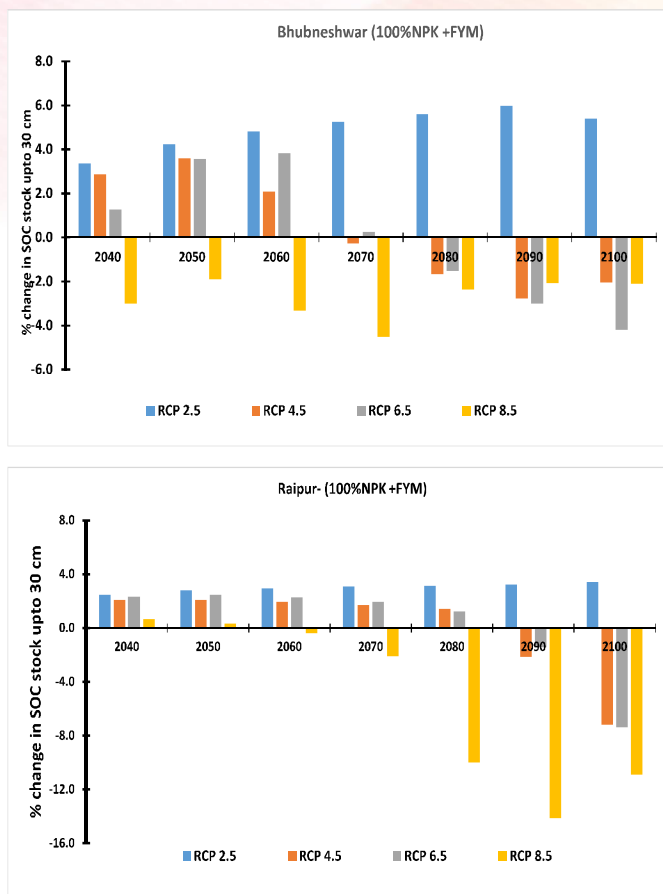 Bhubneshwar (100%NPK +FYM)
% change in SOC stock upto 30 cm
8.0
6.0
4.0
2.0
0.0
-2.0
-4.0
-6.0
2040 2050 2060 2070 2080 2090 2100
RCP 2.5 RCP 4.5 RCP 6.5 RCP 8.5
Raipur- (100%NPK +FYM)
% change in SOC stock upto 30 cm
8.0
4.0
0.0
-4.0
-8.0
-12.0
-16.0
2040 2050 2060 2070 2080 2090 2100
RCP 2.5 RCP 4.5 RCP 6.5 RCP 8.5